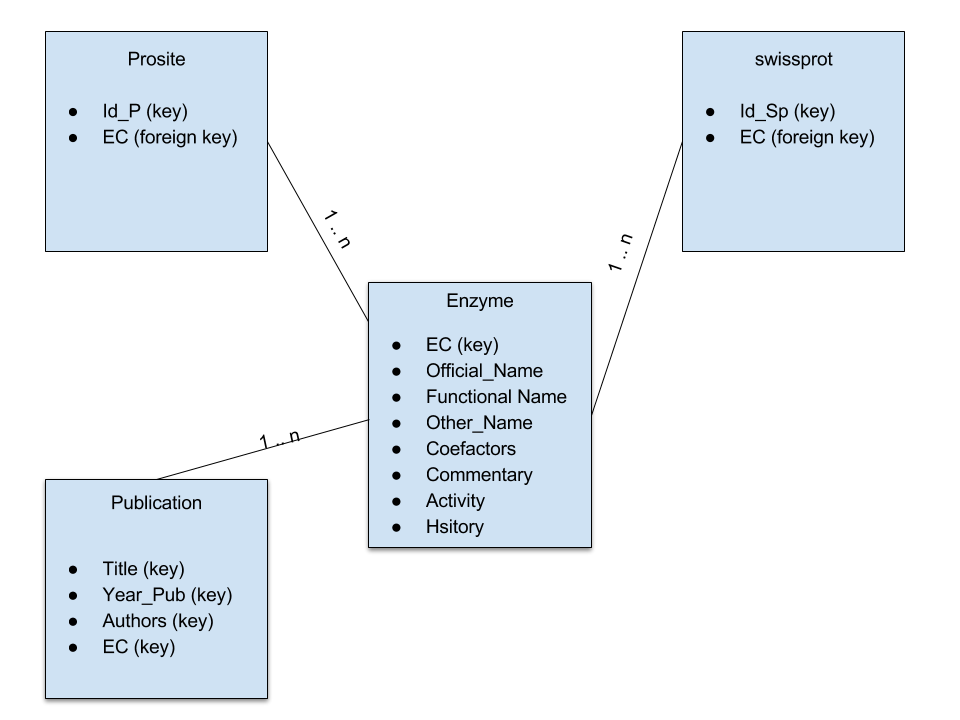 Prosite
● Id_P (key)
● EC (foreign key)
swissprot
● Id_Sp (key)
● EC (foreign key)
1 .. n
1 .. n
Enzyme
● EC (key)
● Official_Name
● Functional Name
● Other_Name
● Coefactors
● Commentary
● Activity
● Hsitory
1 .. n
Publication
● Title (key)
● Year_Pub (key)
● Authors (key)
● EC (key)